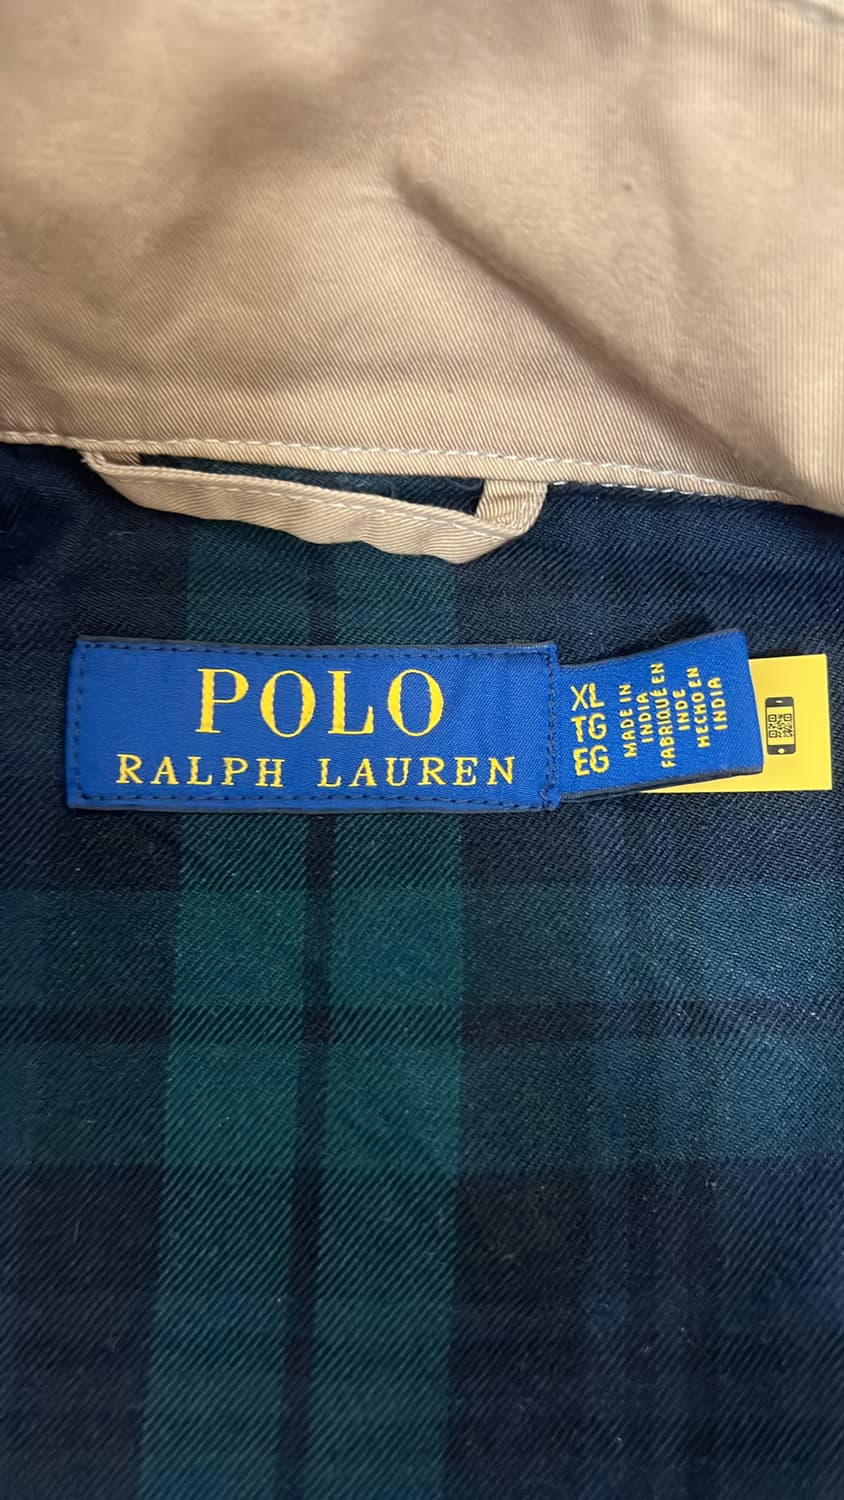 POLO
RALPH LAUREN
XL
TG
EG
MADE IN
INDIA
FABRIQUÉ EN
INDE
HECHO EN
INDIA